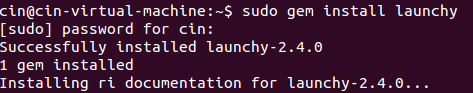 cin@cin-virtual-machine:~$ sudo gem install launchy
[sudo] password for cin:
Successfully installed launchy-2.4.0
1 gem installed
Installing ri documentation for launchy-2.4.0...